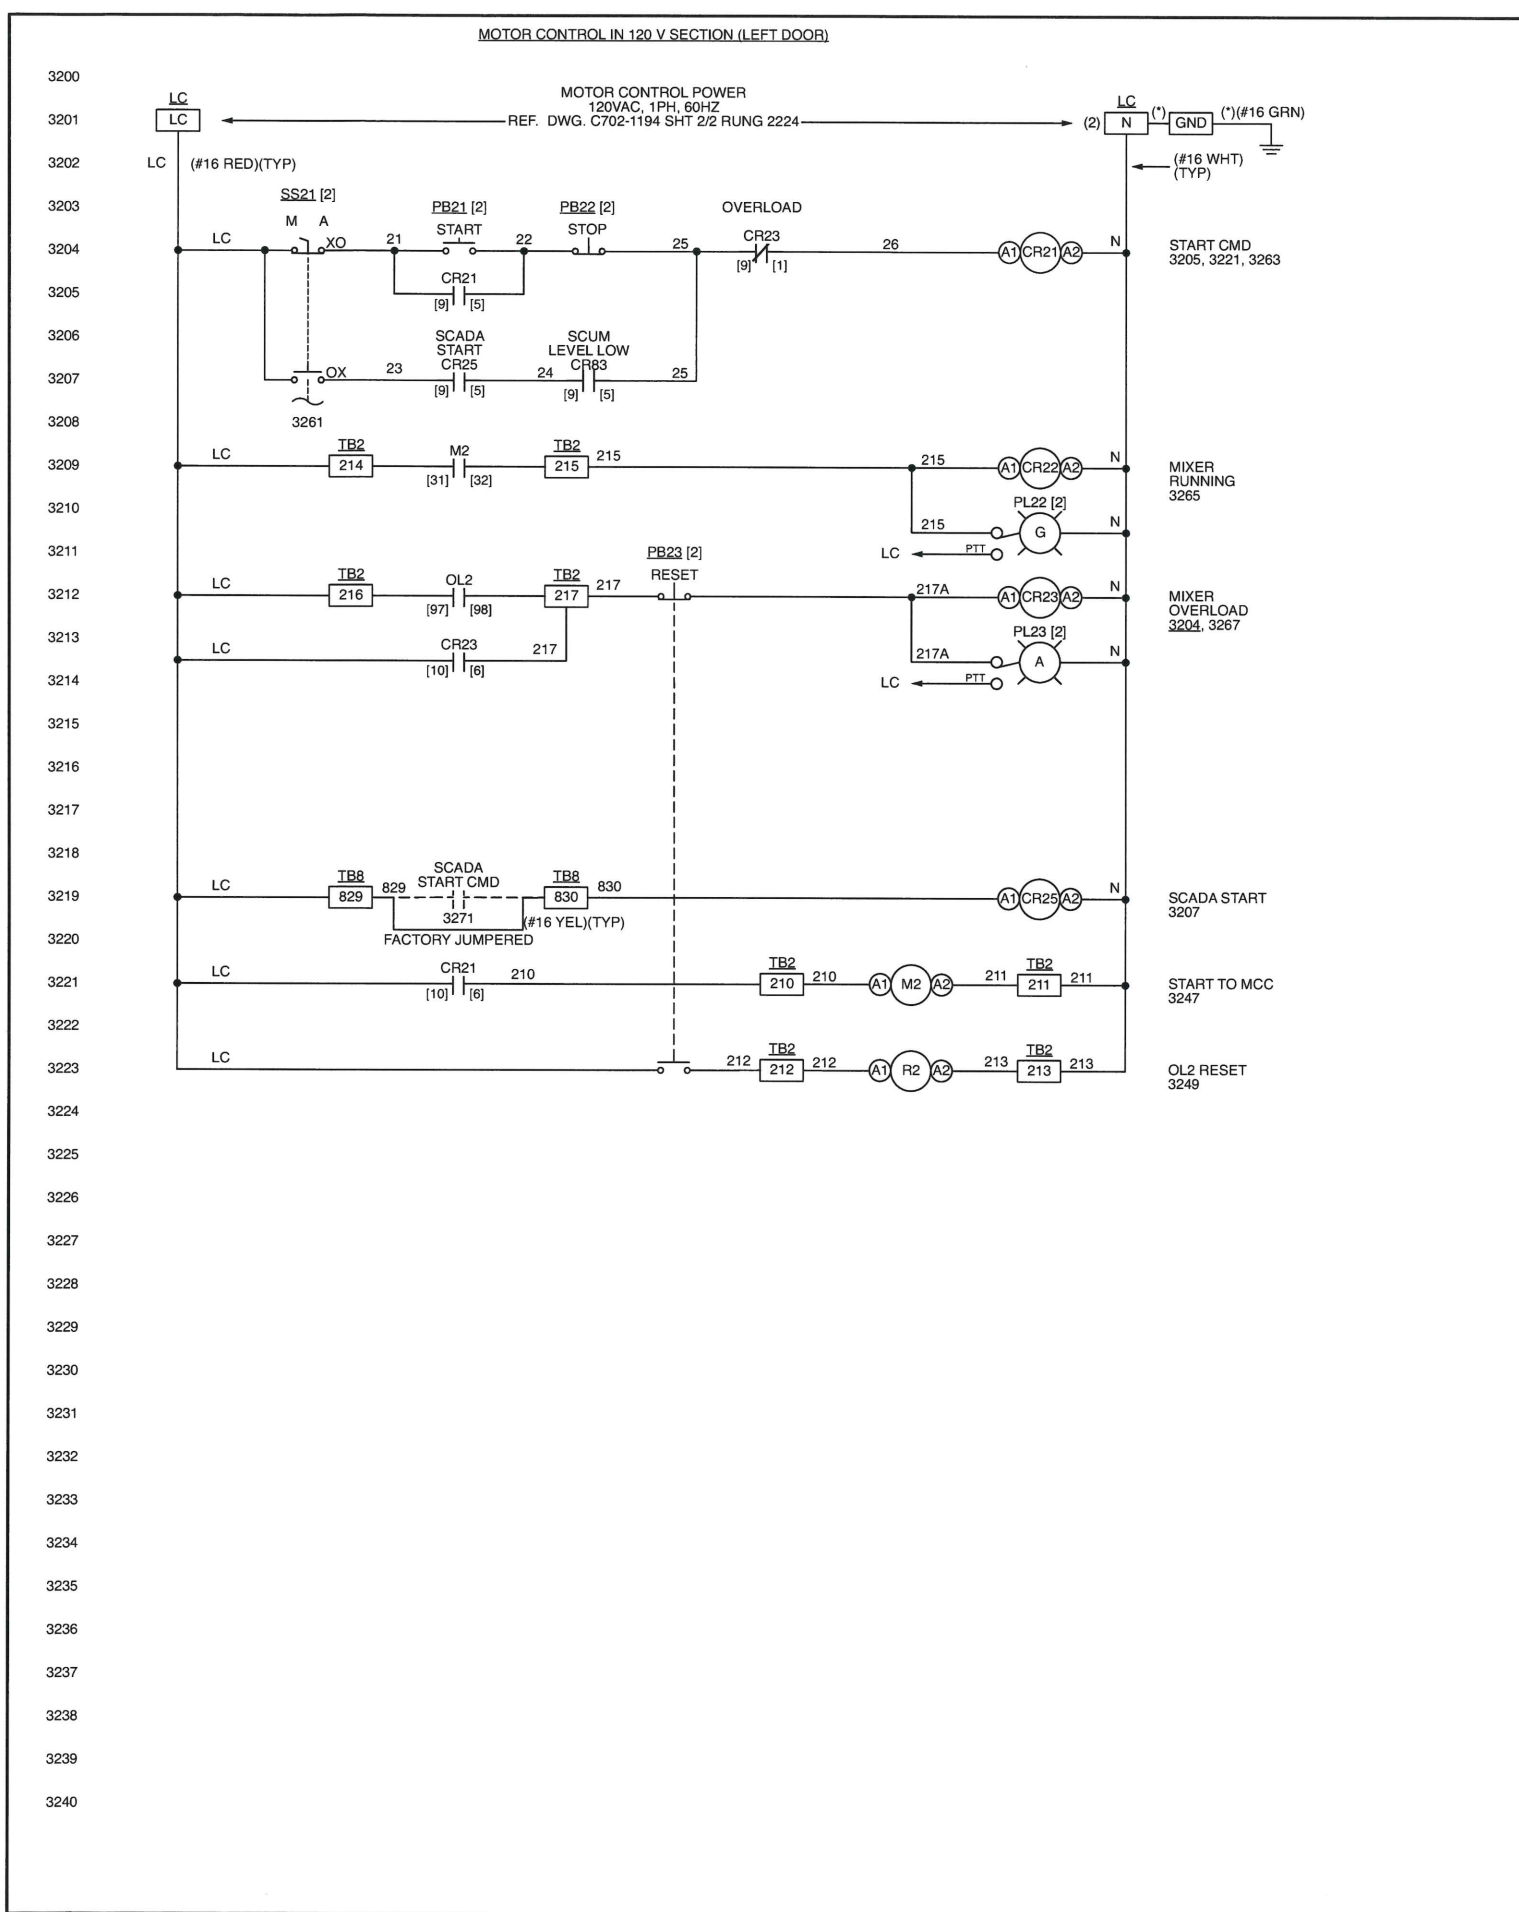 MOTOR CONTROL IN 120 V SECTION (LEFT DOOR)
3200
MOTOR CONTROL POWER
120VAC, 1PH, 60HZ
3201 LC LC REF. DWG. C702-1194 SHT 2/2 RUNG 2224 (2) LC N (*) GND (*)(#16 GRN)
3202 LC (#16 RED)(TYP) (#16 WHT)
(TYP)
3203 SS21 [2] PB21 [2] PB22 [2] OVERLOAD
M A START STOP CR23
3204 LC XO 21 22 25 [9] [1] 26 A1 CR21 A2 N START CMD
3205, 3221, 3263
3205 CR21
[9] [5]
3206 SCADA
START SCUM
LEVEL LOW
3207 OX 23 CR25 [9] [5] 24 CR83 [9] [5] 25
3208 3261
3209 LC TB2 214 M2 [31] [32] TB2 215 215 215 A1 CR22 A2 N MIXER
RUNNING
3265
3210 215 PL22 [2] G N
3211 LC PTT PB23 [2]
RESET
3212 LC TB2 216 OL2 [97] [98] TB2 217 217 217A A1 CR23 A2 N MIXER
OVERLOAD
3204, 3267
3213 LC CR23 [10] [6] 217 217A PL23 [2] A N
3214 LC PTT
3215
3216
3217
3218
3219 LC TB8 829 829 SCADA
START CMD
3271 TB8 830 830 A1 CR25 A2 N SCADA START
3207
(#16 YEL)(TYP)
3220 FACTORY JUMPERED
3221 LC CR21 [10] [6] 210 TB2 210 210 A1 M2 A2 211 TB2 211 211 START TO MCC
3247
3222
3223 LC 212 TB2 212 212 A1 R2 A2 213 TB2 213 213 OL2 RESET
3249
3224
3225
3226
3227
3228
3229
3230
3231
3232
3233
3234
3235
3236
3237
3238
3239
3240